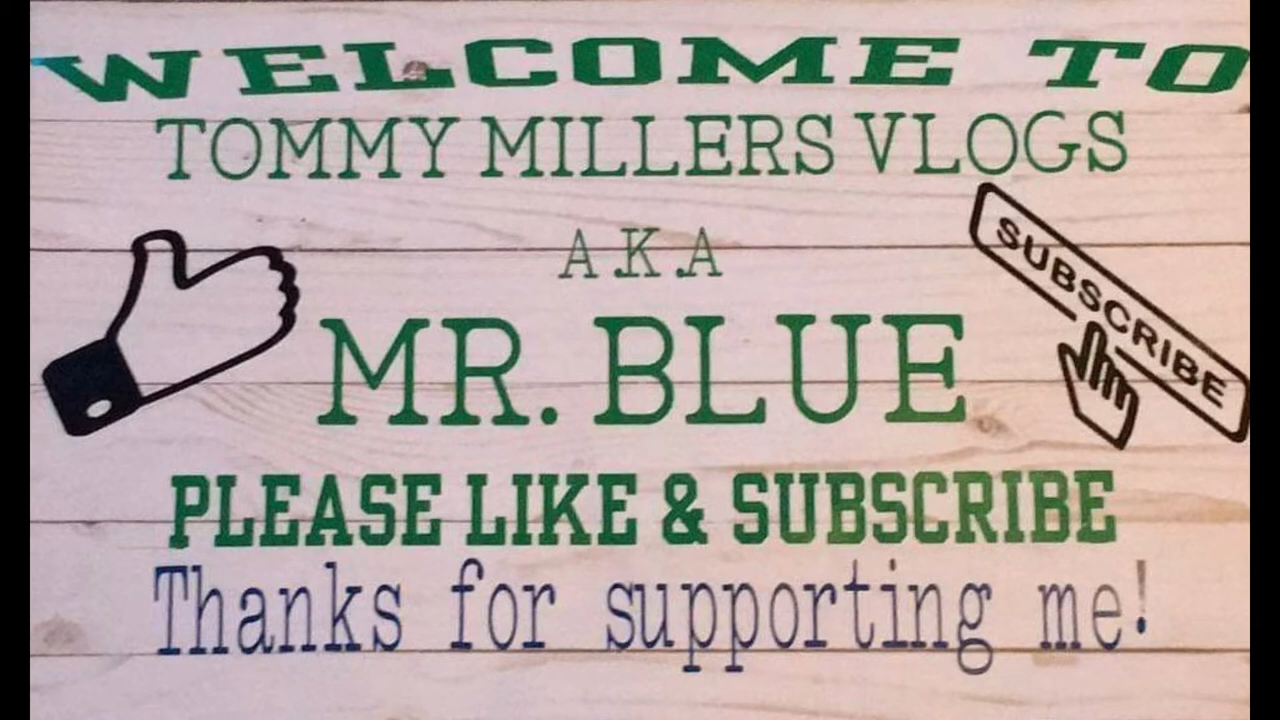 WELCOME TO
TOMMY MILLERS VLOGS
A.K.A
MR. BLUE
SUBSCRIBE
PLEASE LIKE & SUBSCRIBE
Thanks for supporting me!